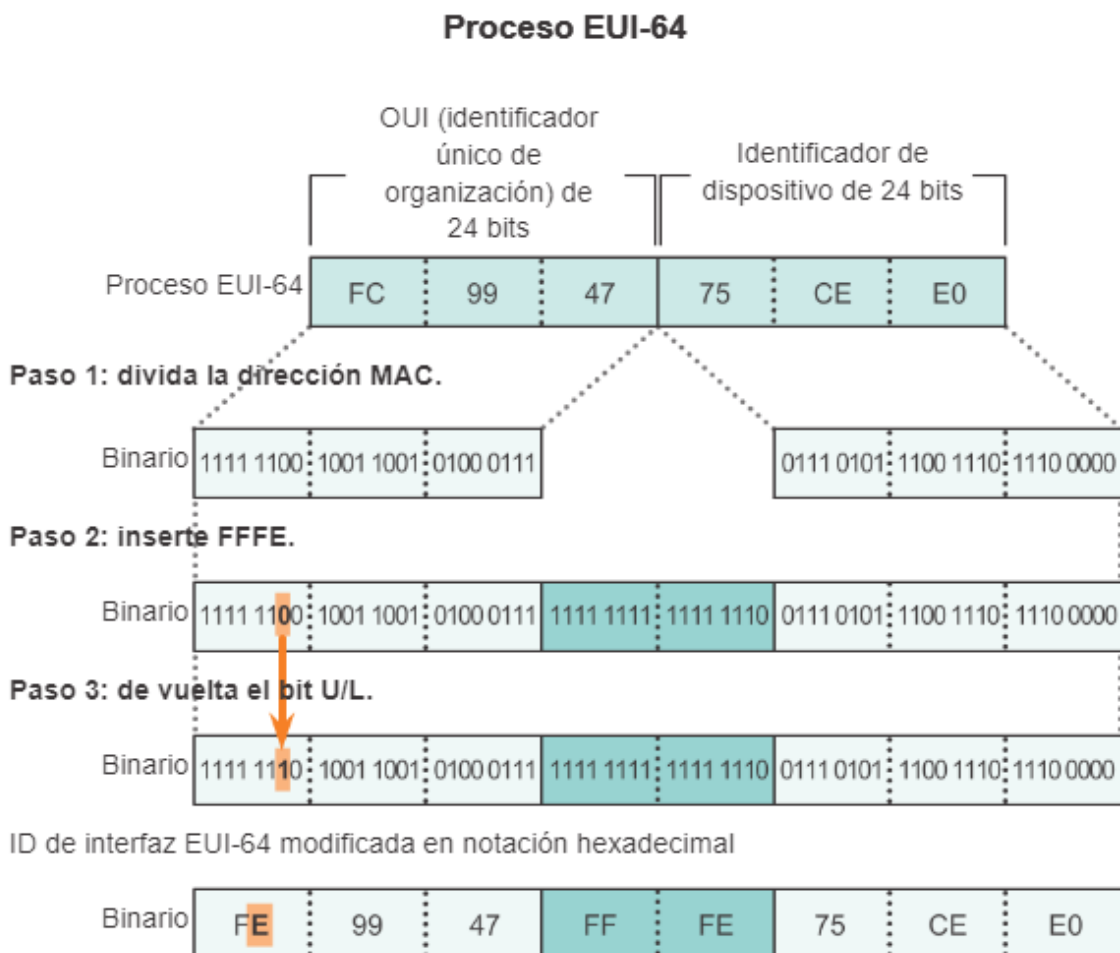 Proceso EUI-64
OUI (identificador
único de
organización) de
24 bits
Identificador de
dispositivo de 24 bits
Proceso EUI-64 FC 99 47 75 CE E0
Paso 1: divida la dirección MAC.
Binario 1111 1100 1001 1001 0100 0111 0111 0101 1100 1110 1110 0000
Paso 2: inserte FFFE.
Binario 1111 1100 1001 1001 0100 0111 1111 1111 1111 1110 0111 0101 1100 1110 1110 0000
Paso 3: de vuelta el bit U/L.
Binario 1111 1110 1001 1001 0100 0111 1111 1111 1111 1110 0111 0101 1100 1110 1110 0000
ID de interfaz EUI-64 modificada en notación hexadecimal
Binario FE 99 47 FF FE 75 CE E0